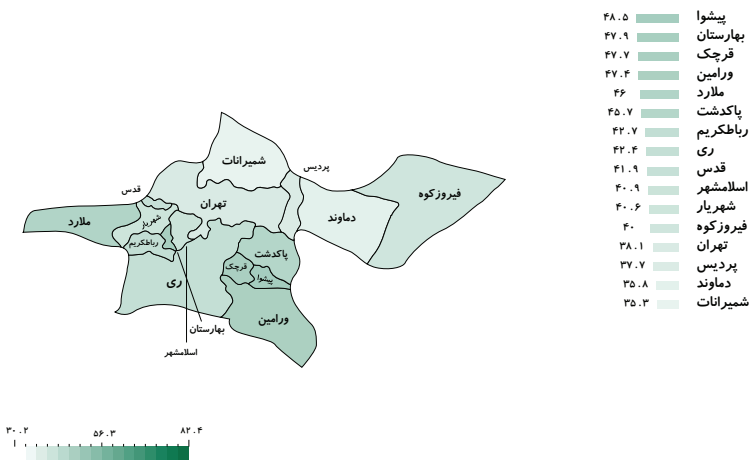 پیشوا ۴۸.۵
بهارستان ۴۷.۹
قرچک ۴۷.۷
ورامین ۴۷.۴
ملارد ۴۶
پاکدشت ۴۵.۷
رباطکریم ۴۲.۷
ری ۴۲.۴
قدس ۴۱.۹
اسلامشهر ۴۰.۹
شهریار ۴۰.۶
فیروزکوه ۴۰
تهران ۳۸.۱
پردیس ۳۷.۷
دماوند ۳۵.۸
شمیرانات ۳۵.۳
شمیرانات
پردیس
قدس
فیروزکوه
تهران
دماوند
شهریار
ملارد
رباطکریم
پاکدشت
قرچک
پیشوا
ری
ورامین
بهارستان
اسلامشهر
۳۰.۲ ۵۶.۳ ۸۲.۴